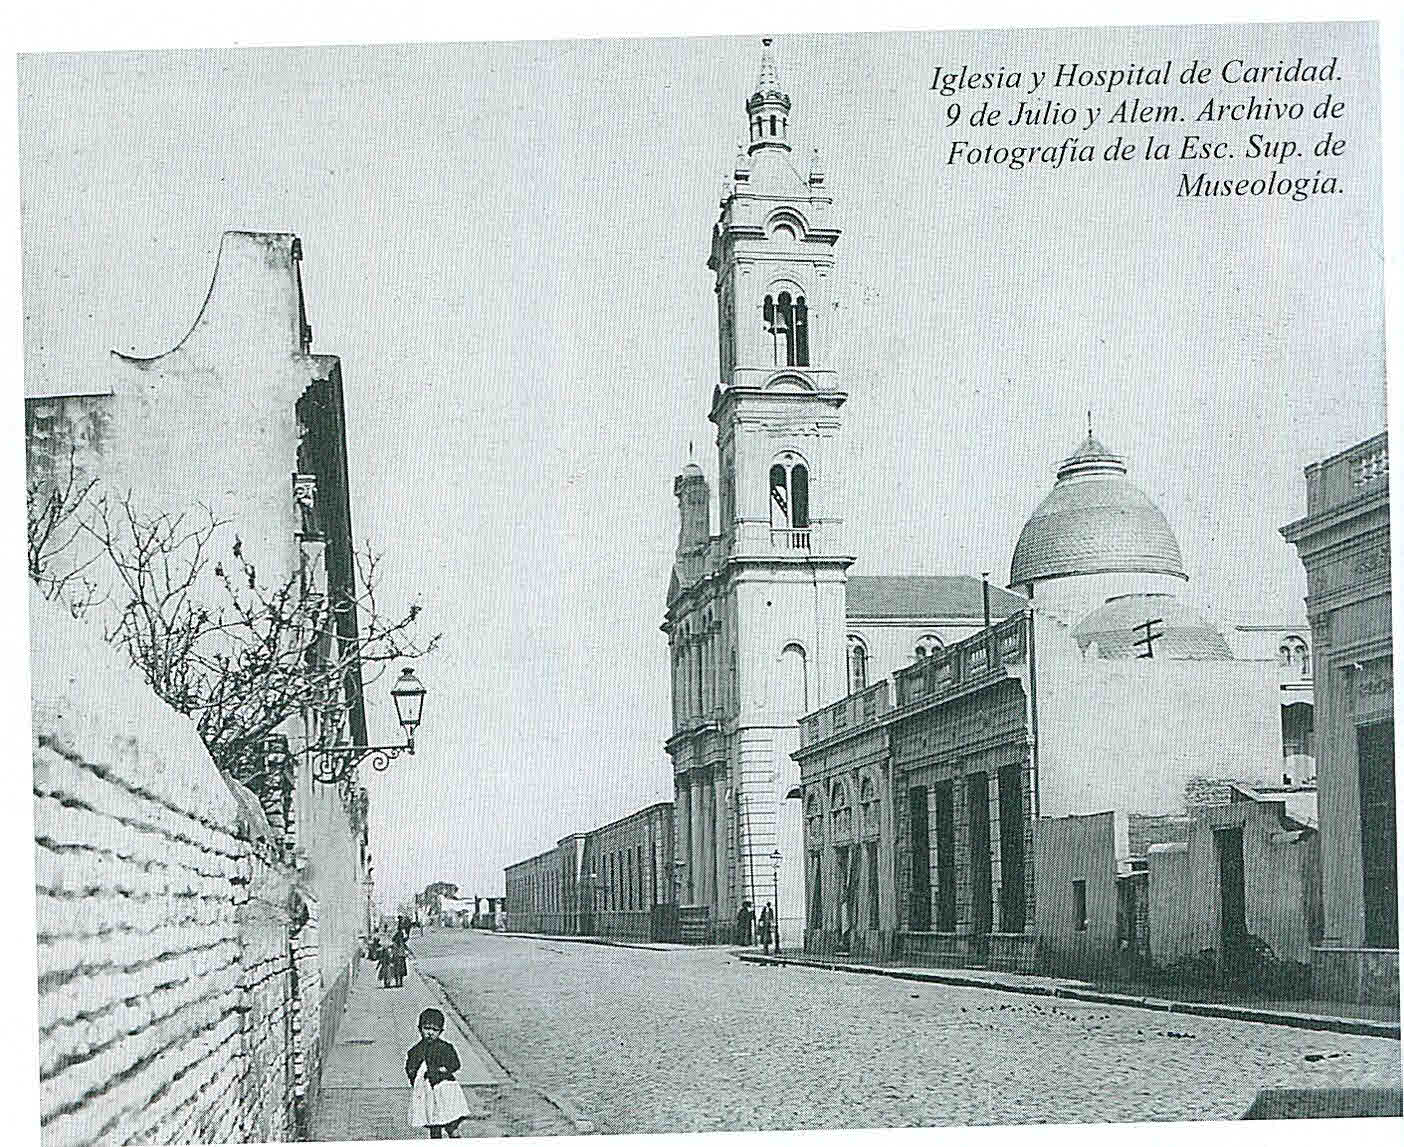 Iglesia y Hospital de Caridad.
9 de Julio y Alem. Archivo de
Fotografía de la Esc. Sup. de
Museología.